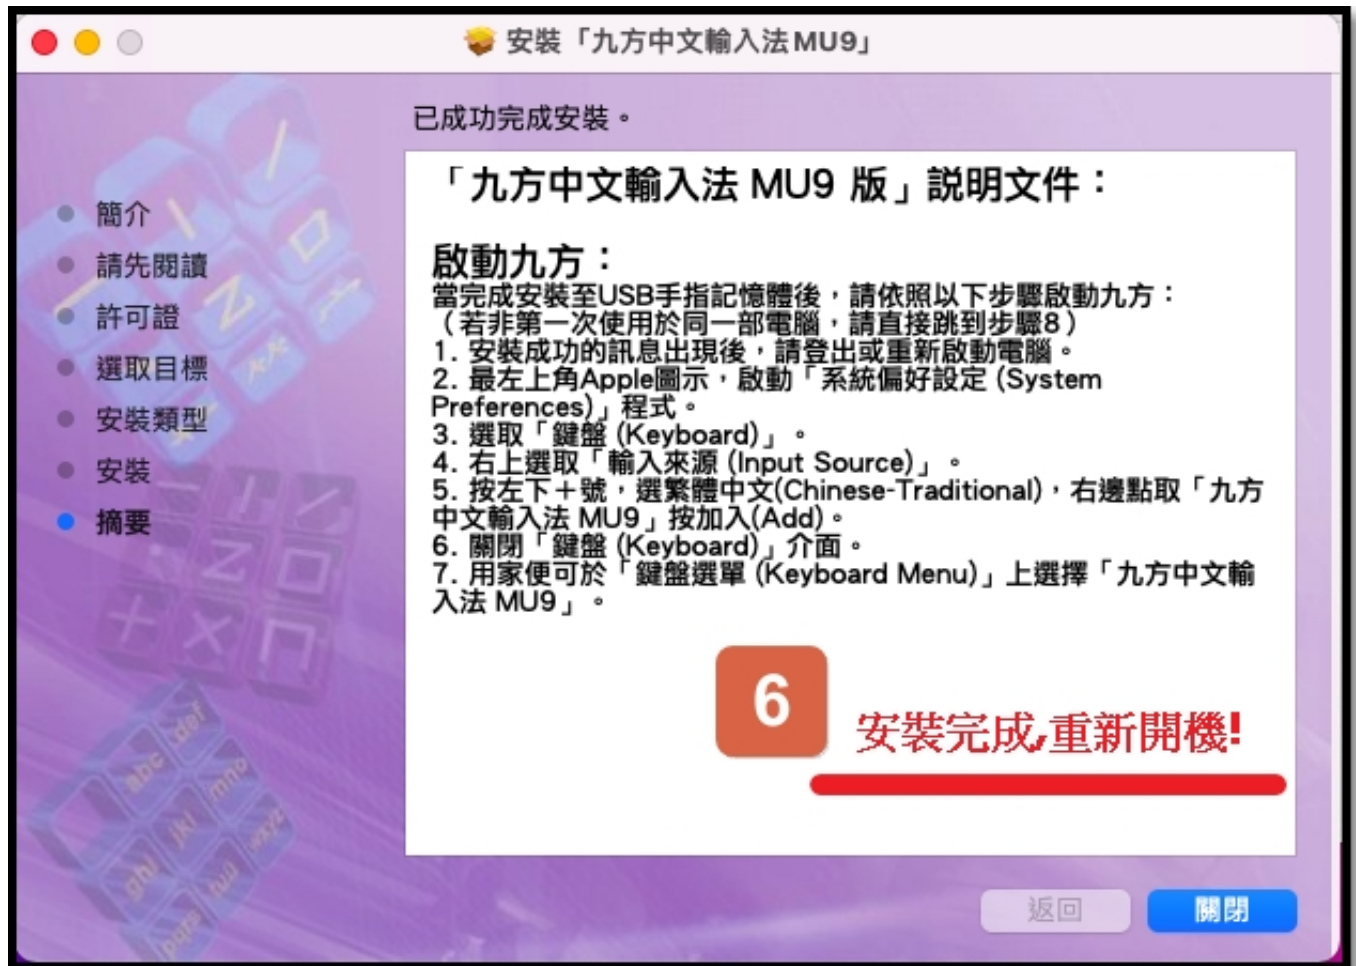 安裝「九方中文輸入法MU9」
已成功完成安裝。
簡介
請先閱讀
許可證
選取目標
安裝類型
安裝
摘要
「九方中文輸入法 MU9 版」説明文件：
啟動九方：
當完成安裝至USB手指記憶體後，請依照以下步驟啟動九方：
（若非第一次使用於同一部電腦，請直接跳到步驟8）
1. 安裝成功的訊息出現後，請登出或重新啟動電腦。
2. 最左上角Apple圖示，啟動「系統偏好設定 (System
Preferences)」程式。
3. 選取「鍵盤 (Keyboard)」。
4. 右上選取「輸入來源 (Input Source)」。
5. 按左下＋號，選繁體中文(Chinese-Traditional)，右邊點取「九方
中文輸入法 MU9」按加入(Add)。
6. 關閉「鍵盤 (Keyboard)」介面。
7. 用家便可於「鍵盤選單 (Keyboard Menu)」上選擇「九方中文輸
入法 MU9」。
6
安裝完成,重新開機!
abc
def
ghi
jkl
mno
pqrs
tuü
wxyz
返回
關閉